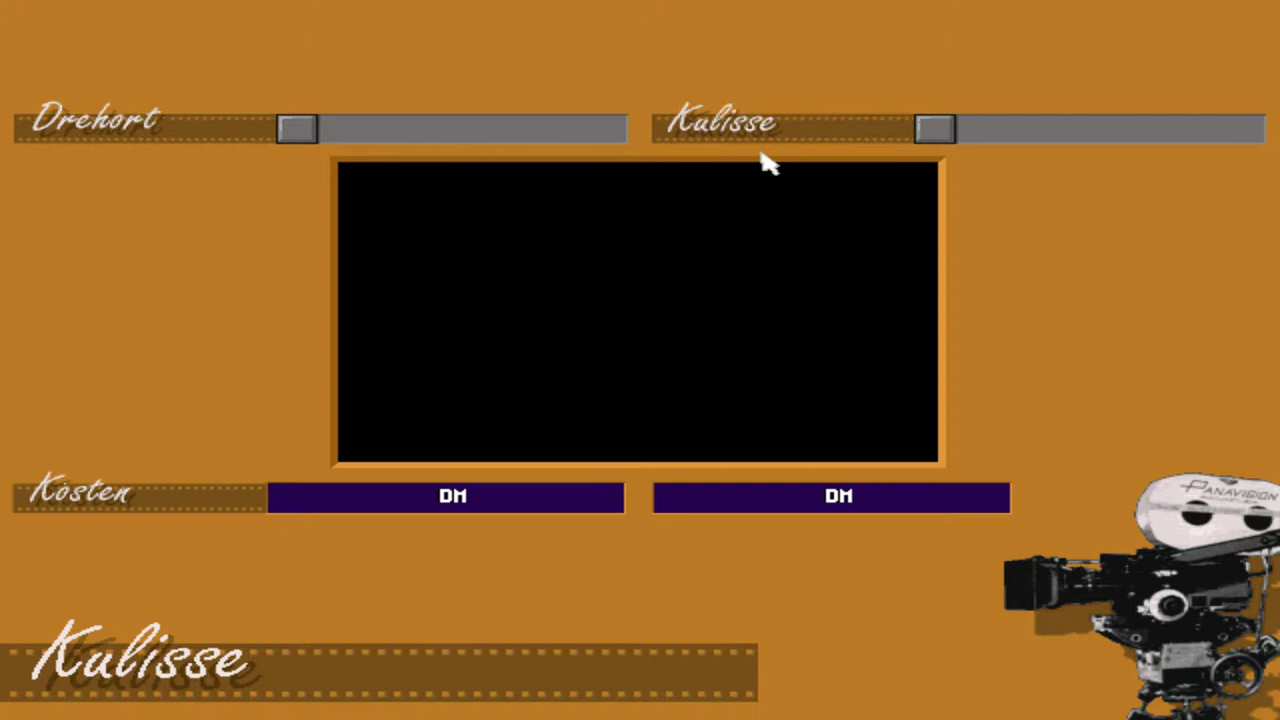 Drehort
Kulisse
Kosten
DM
DM
PANAVISION
Kulisse